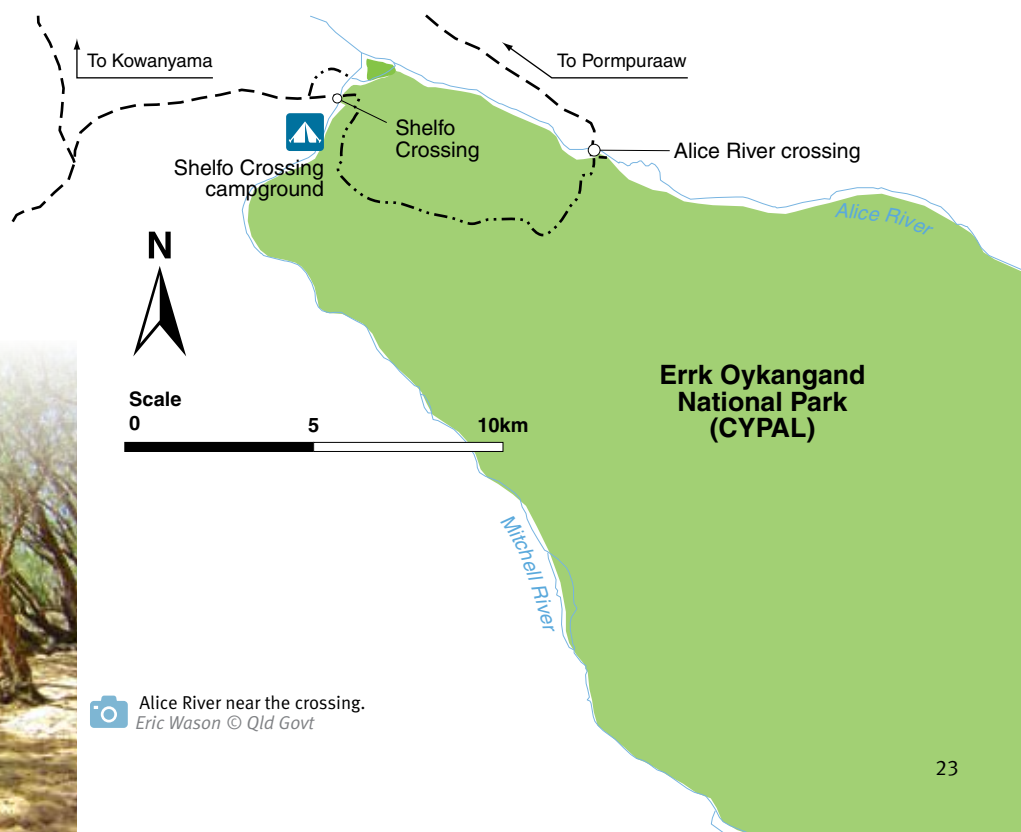 To Kowanyama
To Pormpuraaw
Shelfo
Crossing
Alice River crossing
Shelfo Crossing
campground
Alice River
N
Errk Oykangand
National Park
(CYPAL)
Scale
0 5 10km
Mitchell River
Alice River near the crossing.
Eric Wason © Qld Govt
23